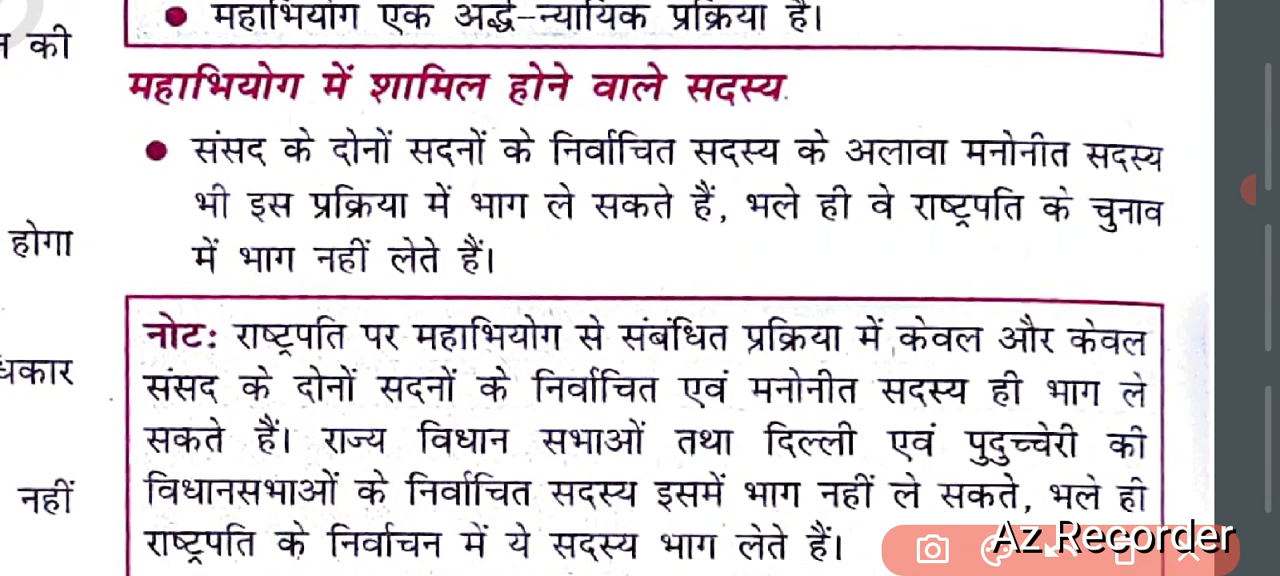 महाभियोग एक अर्द्ध-न्यायिक प्रक्रिया है।
की
महाभियोग में शामिल होने वाले सदस्य
संसद के दोनों सदनों के निर्वाचित सदस्य के अलावा मनोनीत सदस्य
भी इस प्रक्रिया में भाग ले सकते हैं, भले ही वे राष्ट्रपति के चुनाव
होगा
में भाग नहीं लेते हैं।
नोट: राष्ट्रपति पर महाभियोग से संबंधित प्रक्रिया में केवल और केवल
संसद के दोनों सदनों के निर्वाचित एवं मनोनीत सदस्य ही भाग ले
सकते हैं। राज्य विधान सभाओं तथा दिल्ली एवं पुदुच्चेरी की
नहीं
विधानसभाओं के निर्वाचित सदस्य इसमें भाग नहीं ले सकते, भले ही
राष्ट्रपति के निर्वाचन में ये सदस्य भाग लेते हैं।
Az Recorder